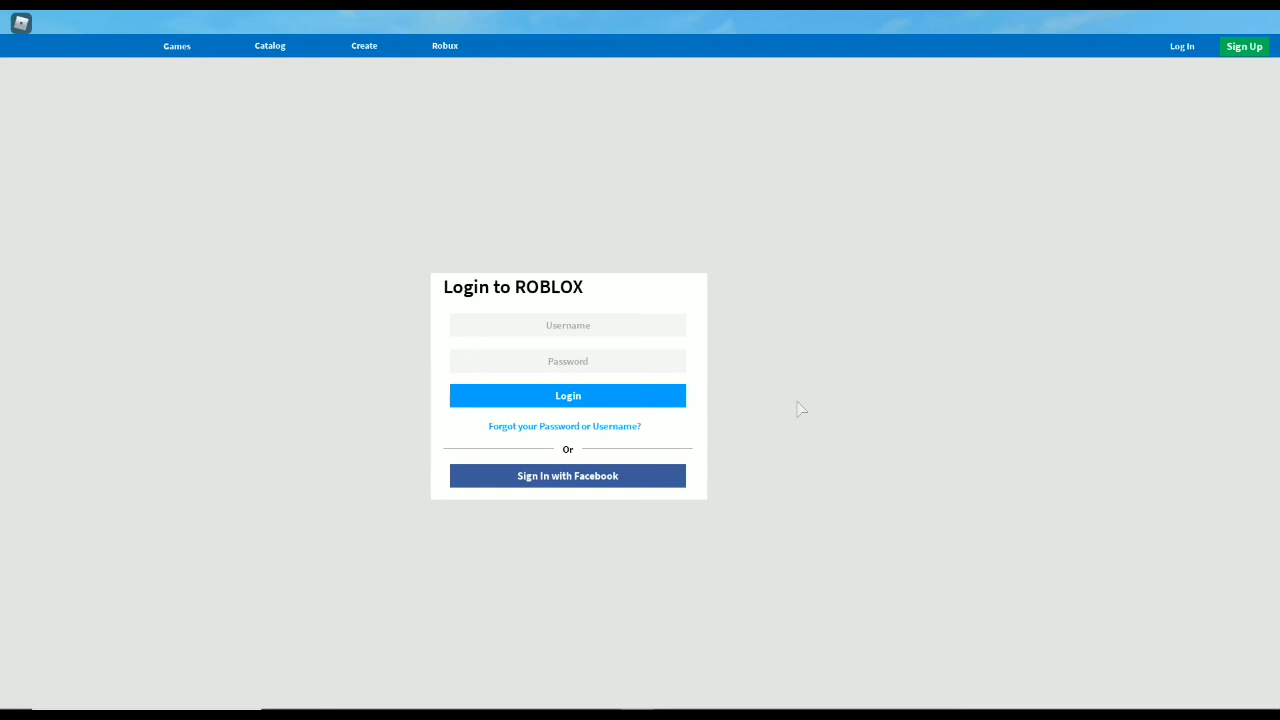 Games Catalog Create Robux Log In Sign Up
Login to ROBLOX
Username
Password
Login
Forgot your Password or Username?
Or
Sign In with Facebook